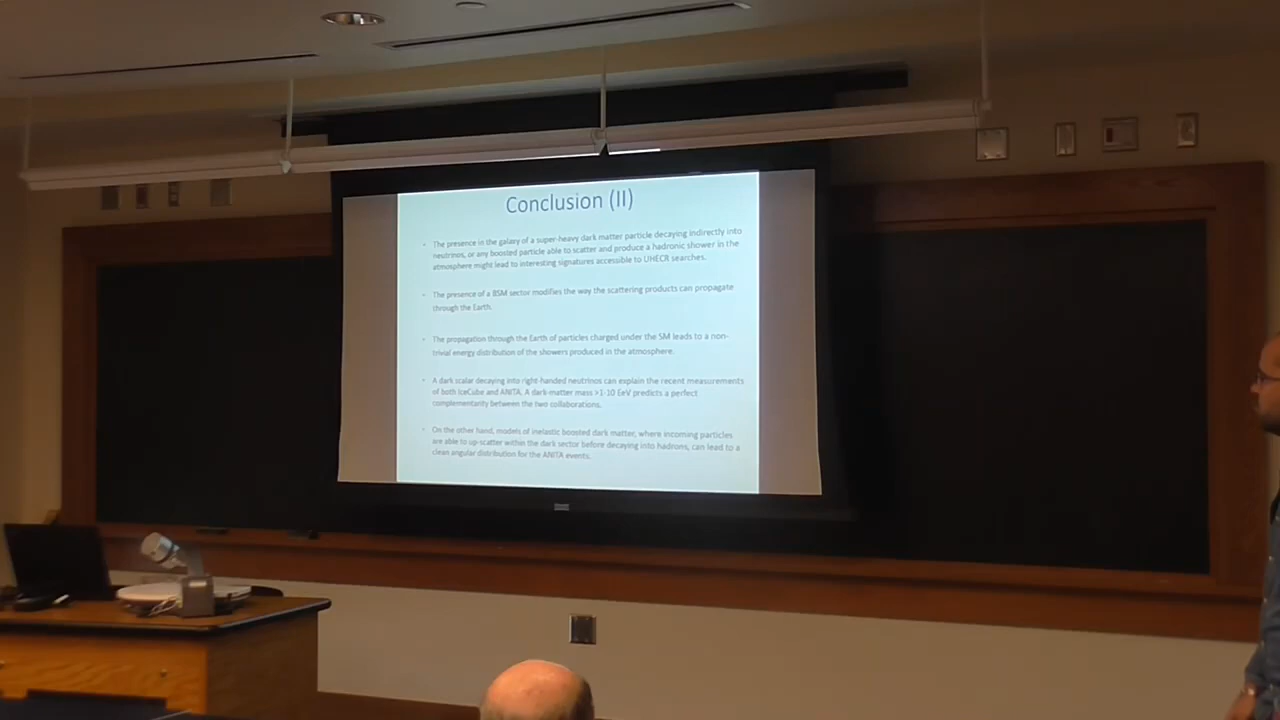 Conclusion (II)
• The presence in the galaxy of a super-heavy dark matter particle decaying indirectly into
neutrinos, or any boosted particle able to scatter and produce a hadronic shower in the
atmosphere might lead to interesting signatures accessible to UHECR searches.
• The presence of a BSM sector modifies the way the scattering products can propagate
through the Earth.
• The propagation through the Earth of particles charged under the SM leads to a non-
trivial energy distribution of the showers produced in the atmosphere.
• A dark scalar decaying into right-handed neutrinos can explain the recent measurements
of both IceCube and ANITA. A dark-matter mass >1-10 EeV predicts a perfect
complementarity between the two collaborations.
• On the other hand, models of inelastic boosted dark matter, where incoming particles
are able to up-scatter within the dark sector before decaying into hadrons, can lead to a
clean angular distribution for the ANITA events.